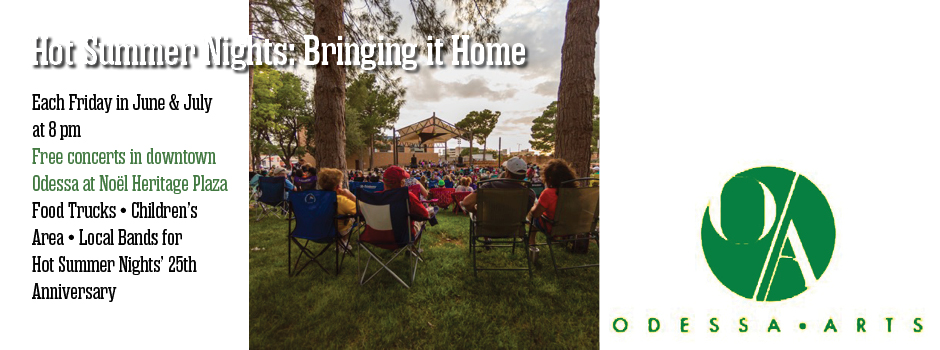 Hot Summer Nights: Bringing it Home
Each Friday in June & July
at 8 pm
Free concerts in downtown
Odessa at Noël Heritage Plaza
Food Trucks • Children's
Area • Local Bands for
Hot Summer Nights' 25th
Anniversary
O/A
ODESSA • ARTS